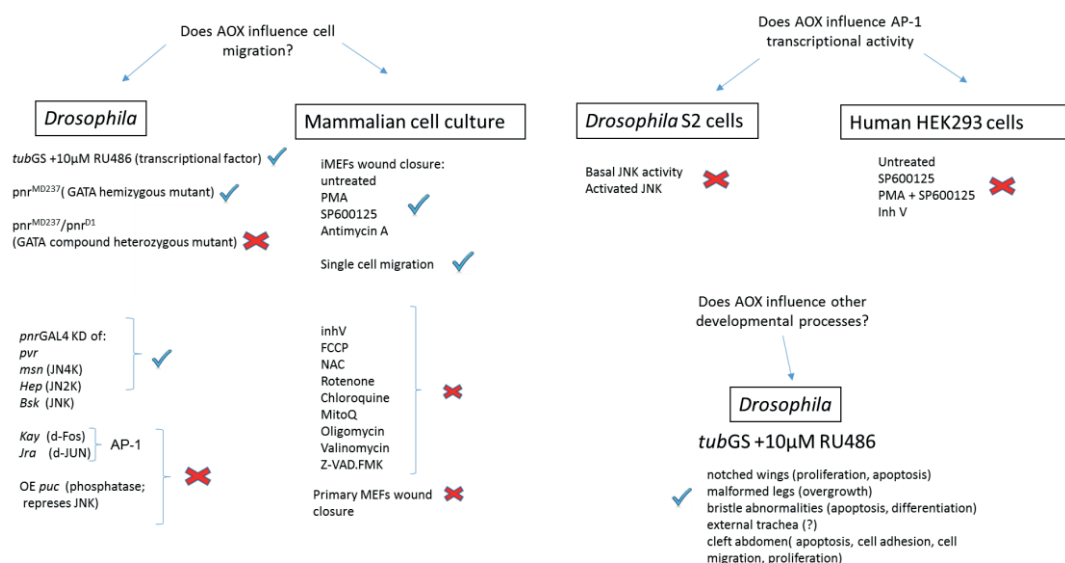 Does AOX influence cell
migration?
Drosophila
tubGS +10µM RU486 (transcriptional factor)
pnrMD237( GATA hemizygous mutant)
pnrMD237/pnrD1
(GATA compound heterozygous mutant)
pnrGAL4 KD of:
pvr
msn (JN4K)
Hep (JN2K)
Bsk (JNK)
Kay (d-Fos)
Jra (d-JUN)
AP-1
OE puc (phosphatase;
represes JNK)
Mammalian cell culture
iMEFs wound closure:
untreated
PMA
SP600125
Antimycin A
Single cell migration
inhV
FCCP
NAC
Rotenone
Chloroquine
MitoQ
Oligomycin
Valinomycin
Z-VAD.FMK
Primary MEFs wound
closure
Does AOX influence AP-1
transcriptional activity
Drosophila S2 cells
Basal JNK activity
Activated JNK
Human HEK293 cells
Untreated
SP600125
PMA + SP600125
Inh V
Does AOX influence other
developmental processes?
Drosophila
tubGS +10µM RU486
notched wings (proliferation, apoptosis)
malformed legs (overgrowth)
bristle abnormalities (apoptosis, differentiation)
external trachea (?)
cleft abdomen( apoptosis, cell adhesion, cell
migration, proliferation)